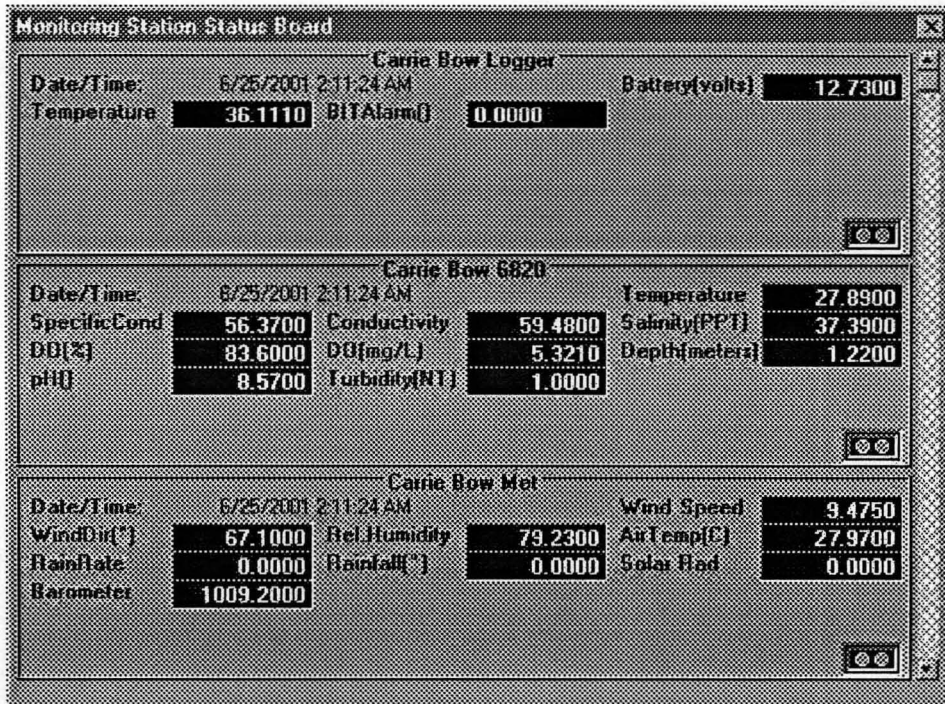 Monitoring Station Status Board
Carrie Bow Logger
Date/Time: 6/25/2001 2:11:24 AM Battery(volts) 12.7300
Temperature 36.1110 BITAlarm() 0.0000
Carrie Bow 6820
Date/Time: 6/25/2001 2:11:24 AM Temperature 27.8900
SpecificCond 56.3700 Conductivity 59.4800 Salinity(PPT) 37.3900
DO(%) 83.6000 DO(mg/L) 5.3210 Depth(meters) 1.2200
pH() 8.5700 Turbidity(NT) 1.0000
Carrie Bow Met
Date/Time: 6/25/2001 2:11:24 AM Wind Speed 9.4750
WindDir(°) 67.1000 Rel.Humidity 79.2300 AirTemp(C) 27.9700
RainRate 0.0000 Rainfall(") 0.0000 Solar Rad 0.0000
Barometer 1009.2000